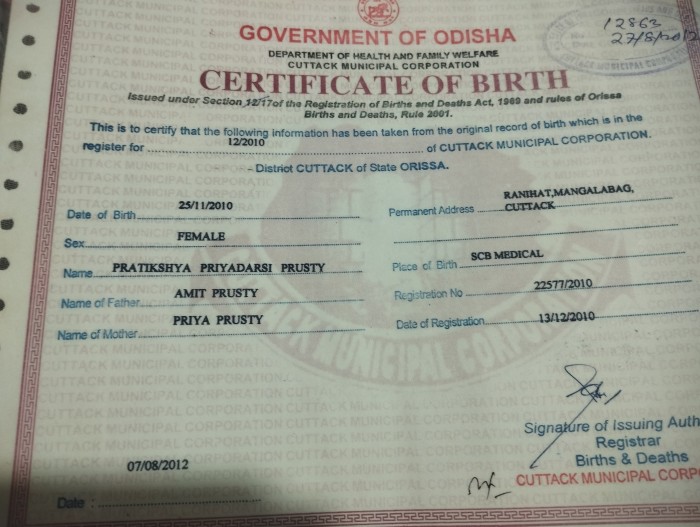 GOVERNMENT OF ODISHA
12863
27/8/2012
DEPARTMENT OF HEALTH AND FAMILY WELFARE
CUTTACK MUNICIPAL CORPORATION
CERTIFICATE OF BIRTH
Issued under Section 12/17of the Registration of Births and Deaths Act, 1969 and rules of Orissa
Births and Deaths, Rule 2001.
This is to certify that the following information has been taken from the original record of birth which is in the
register for 12/2010 of CUTTACK MUNICIPAL CORPORATION.
District CUTTACK of State ORISSA.
Date of Birth 25/11/2010
Permanent Address RANIHAT,MANGALABAG,
CUTTACK
Sex FEMALE
Name PRATIKSHYA PRIYADARSI PRUSTY
Place of Birth SCB MEDICAL
Name of Father AMIT PRUSTY
Registration No 22577/2010
Name of Mother PRIYA PRUSTY
Date of Registration 13/12/2010
Signature of Issuing Auth
Registrar
Births & Deaths
CUTTACK MUNICIPAL CORP
07/08/2012
Date :